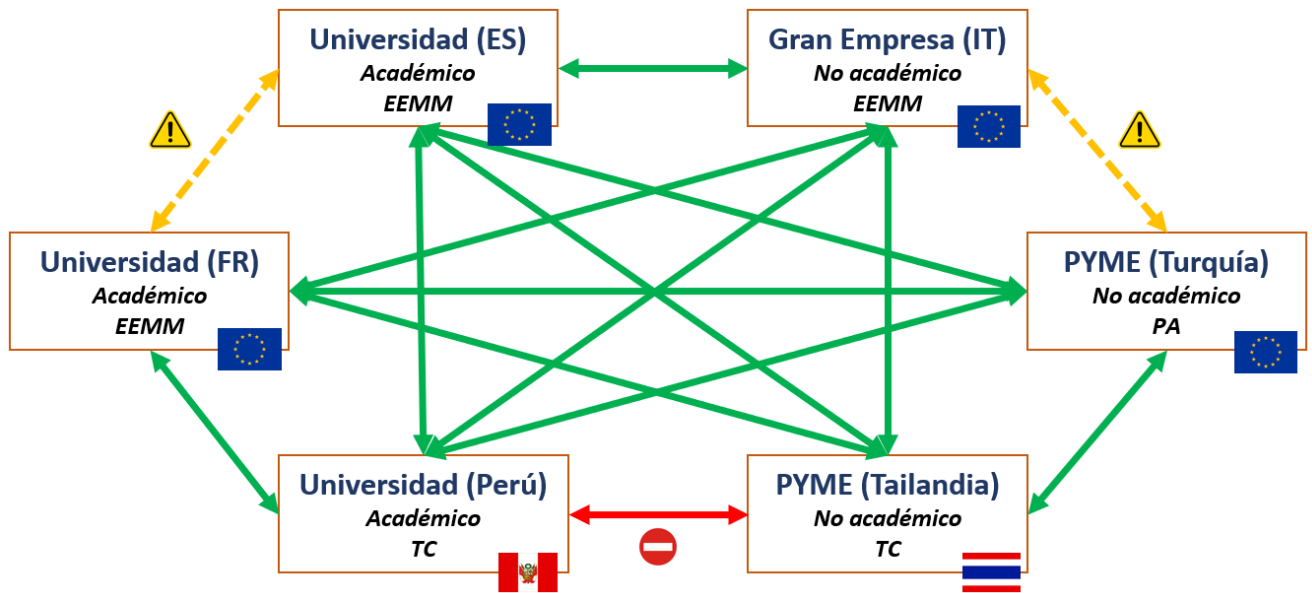 Universidad (ES)
Académico
EEMM
Gran Empresa (IT)
No académico
EEMM
Universidad (FR)
Académico
EEMM
PYME (Turquía)
No académico
PA
Universidad (Perú)
Académico
TC
PYME (Tailandia)
No académico
TC